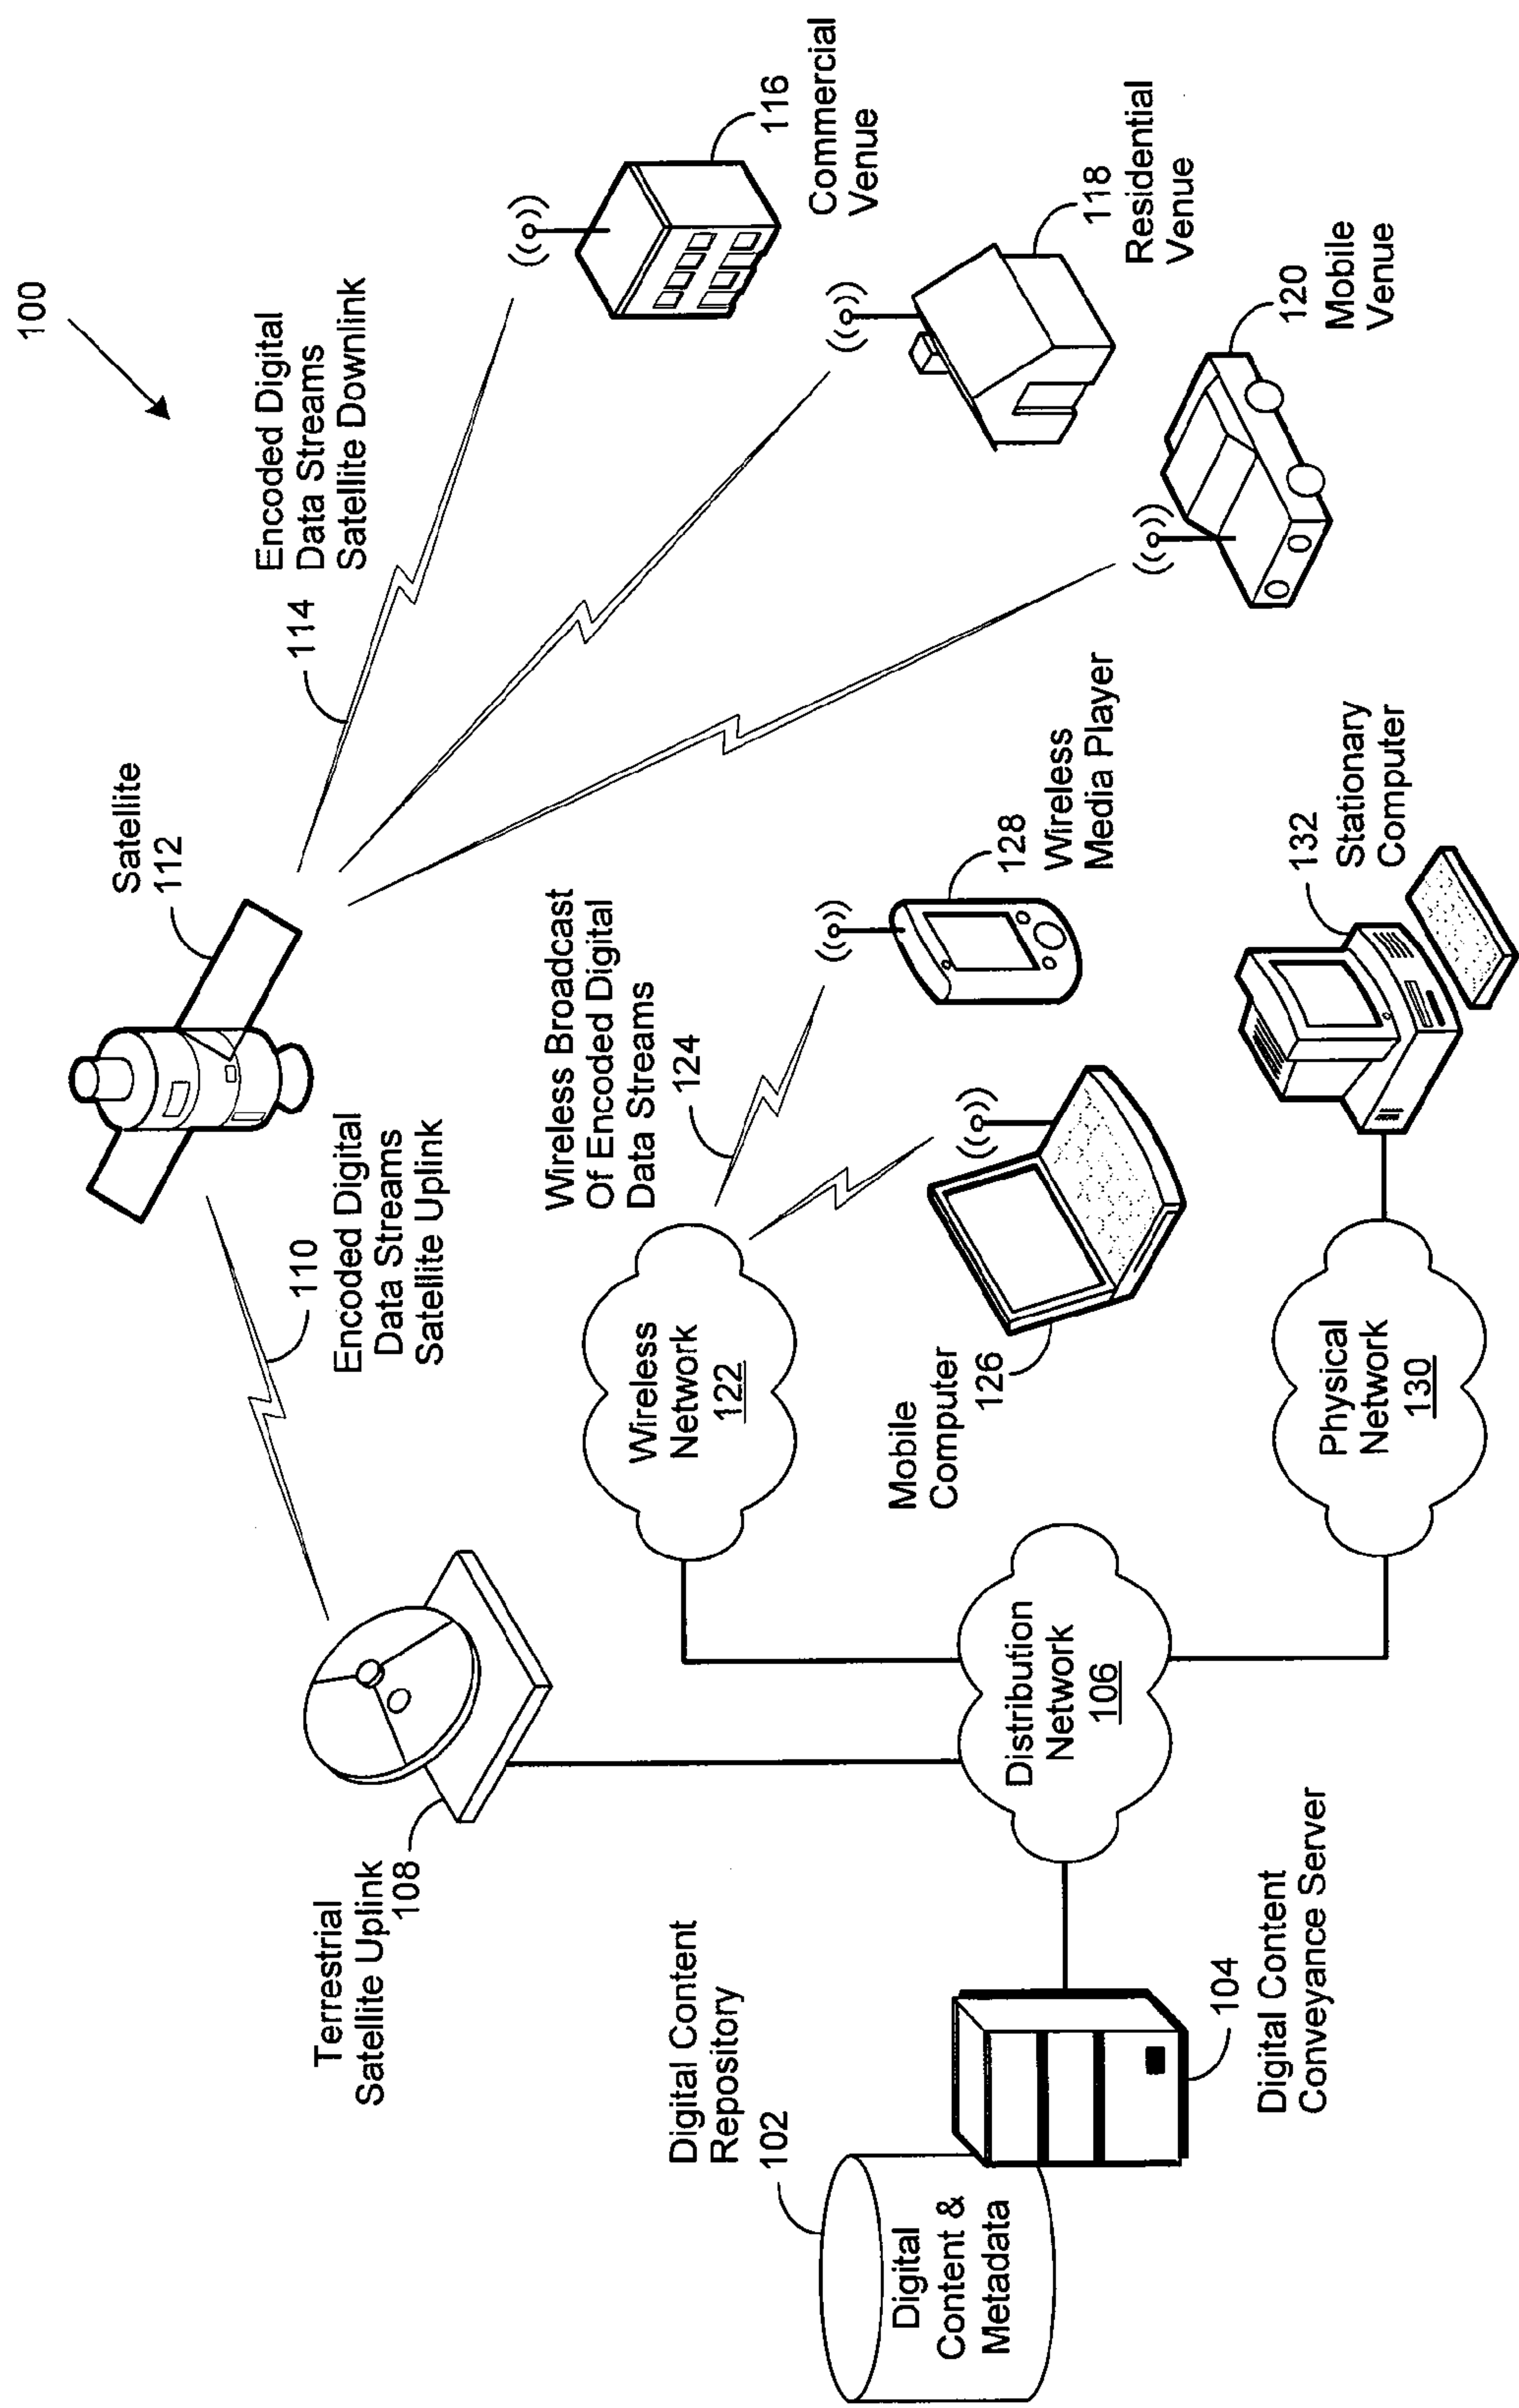 100
Satellite
112
114
Encoded Digital
Data Streams
Satellite Downlink
116
Commercial
Venue
118
Residential
Venue
120
Mobile
Venue
110
Encoded Digital
Data Streams
Satellite Uplink
Terrestrial
Satellite Uplink
108
Wireless Broadcast
Of Encoded Digital
Data Streams
124
Wireless
Network
122
128
Wireless
Media Player
Mobile
Computer
126
132
Stationary
Computer
Digital Content
Repository
102
Digital
Content &
Metadada
104
Digital Content
Conveyance Server
Distribution
Network
106
Physical
Network
130